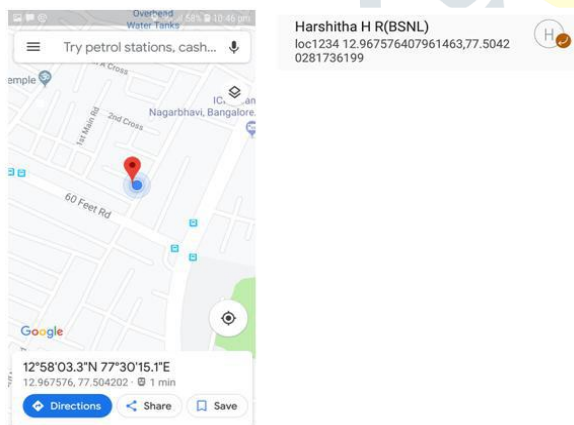 58% 10:46 pm
Overhead
Water Tanks
Try petrol stations, cash...
A Cross
emple
Nagarbhavi, Bangalore.
1st Main Rd
2nd Cross
60 Feet Rd
Google
12°58'03.3"N 77°30'15.1"E
12.967576, 77.504202 · 1 min
Directions
Share
Save
Harshitha H R(BSNL)
loc1234 12.967576407961463,77.5042
0281736199
H